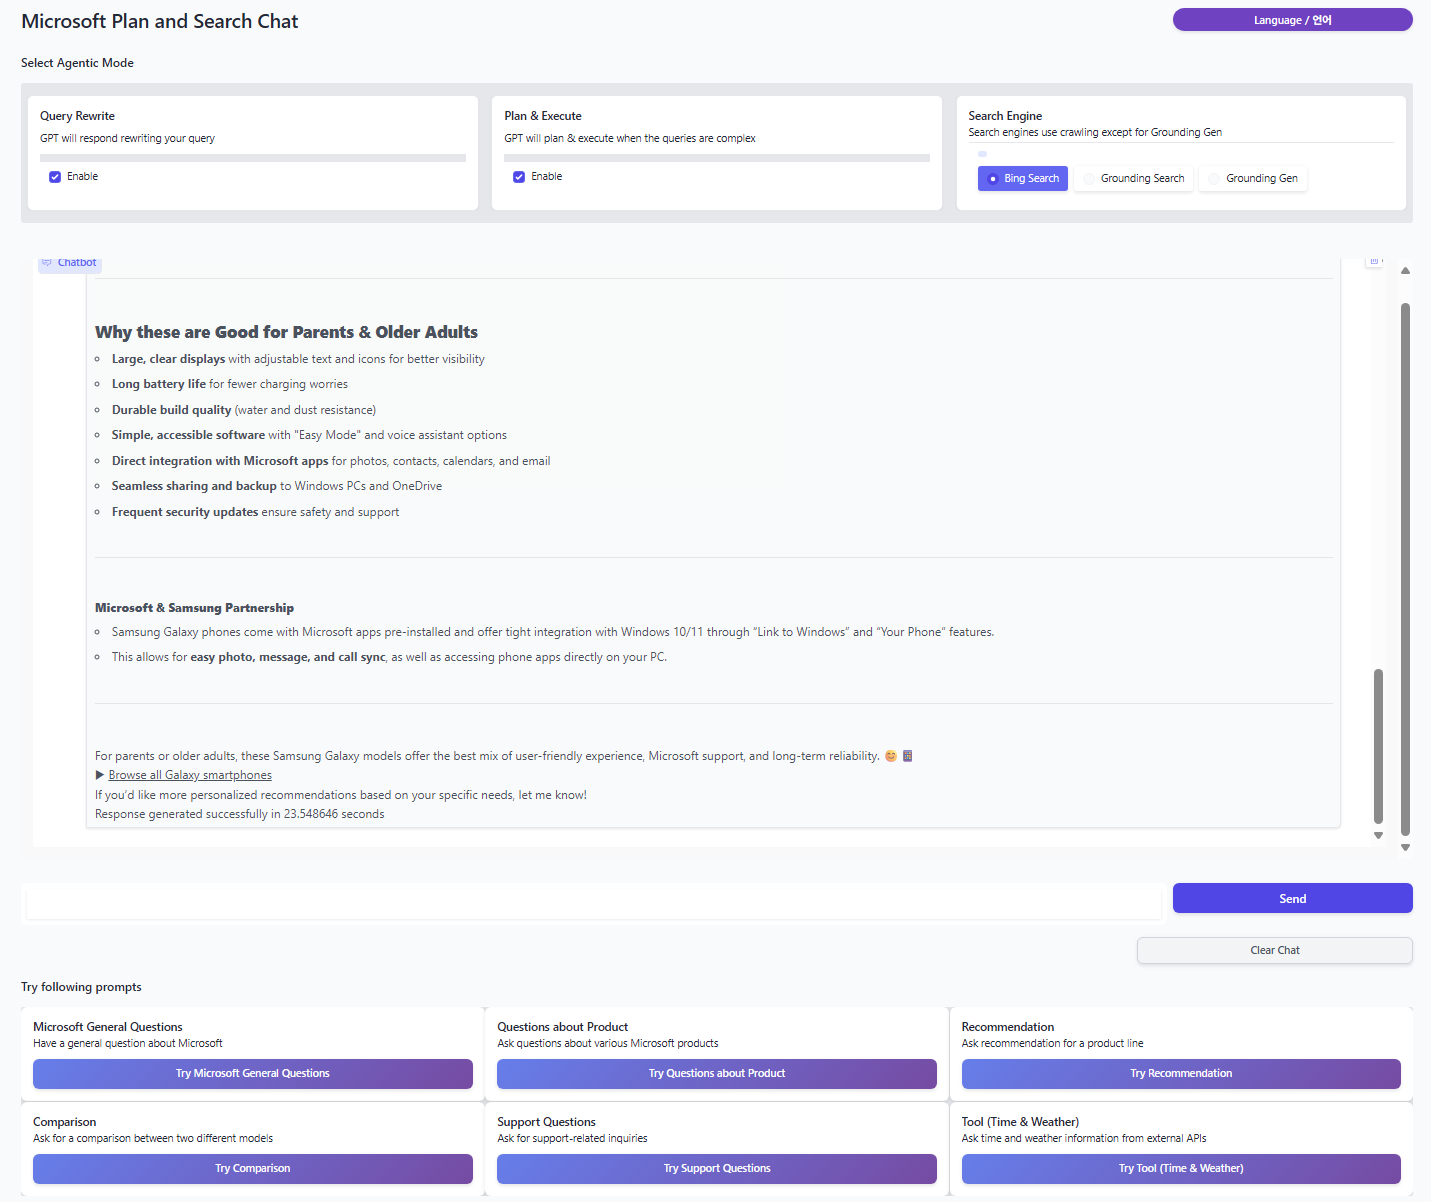 Microsoft Plan and Search Chat
Language / 언어
Select Agentic Mode
Query Rewrite
GPT will respond rewriting your query
Enable
Plan & Execute
GPT will plan & execute when the queries are complex
Enable
Search Engine
Search engines use crawling except for Grounding Gen
Bing Search
Grounding Search
Grounding Gen
Chatbot
Why these are Good for Parents & Older Adults
Large, clear displays with adjustable text and icons for better visibility
Long battery life for fewer charging worries
Durable build quality (water and dust resistance)
Simple, accessible software with "Easy Mode" and voice assistant options
Direct integration with Microsoft apps for photos, contacts, calendars, and email
Seamless sharing and backup to Windows PCs and OneDrive
Frequent security updates ensure safety and support
Microsoft & Samsung Partnership
Samsung Galaxy phones come with Microsoft apps pre-installed and offer tight integration with Windows 10/11 through “Link to Windows” and “Your Phone” features.
This allows for easy photo, message, and call sync, as well as accessing phone apps directly on your PC.
For parents or older adults, these Samsung Galaxy models offer the best mix of user-friendly experience, Microsoft support, and long-term reliability. 😊 📱
▶ Browse all Galaxy smartphones
If you’d like more personalized recommendations based on your specific needs, let me know!
Response generated successfully in 23.548646 seconds
Send
Clear Chat
Try following prompts
Microsoft General Questions
Have a general question about Microsoft
Try Microsoft General Questions
Questions about Product
Ask questions about various Microsoft products
Try Questions about Product
Recommendation
Ask recommendation for a product line
Try Recommendation
Comparison
Ask for a comparison between two different models
Try Comparison
Support Questions
Ask for support-related inquiries
Try Support Questions
Tool (Time & Weather)
Ask time and weather information from external APIs
Try Tool (Time & Weather)